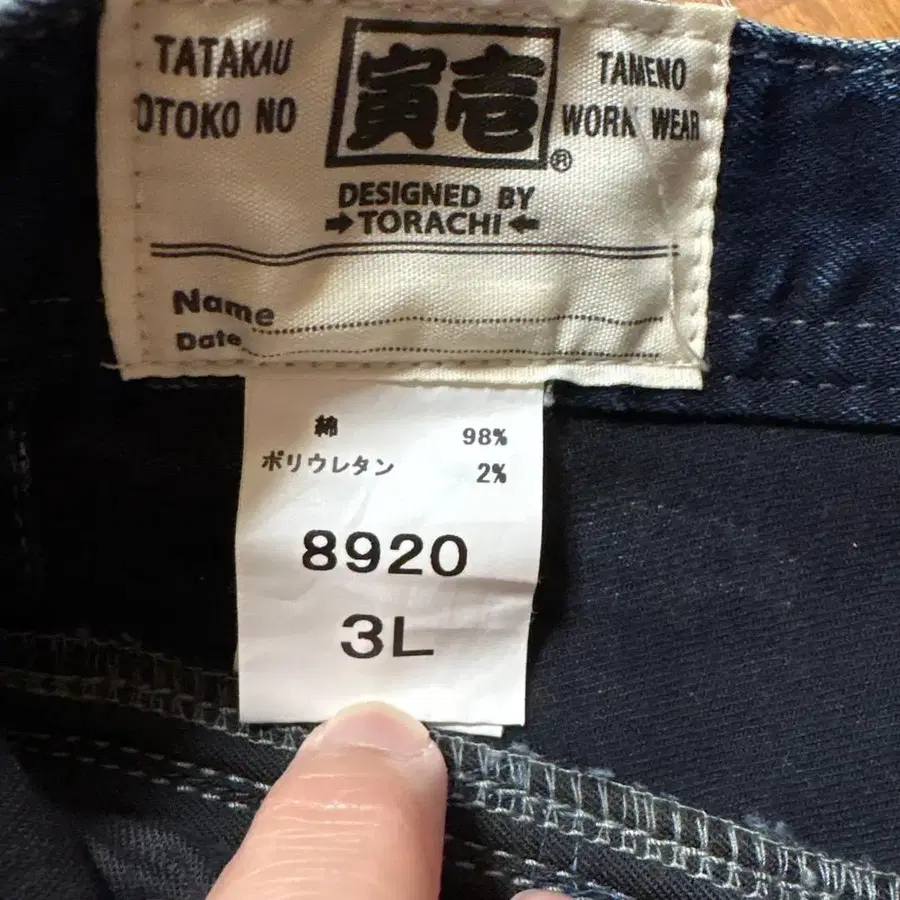 TATAKAU
OTOKO NO
寅壱®
TAMENO
WORK WEAR
DESIGNED BY
→TORACHI←
Name
Date
綿 98%
ポリウレタン 2%
8920
3L